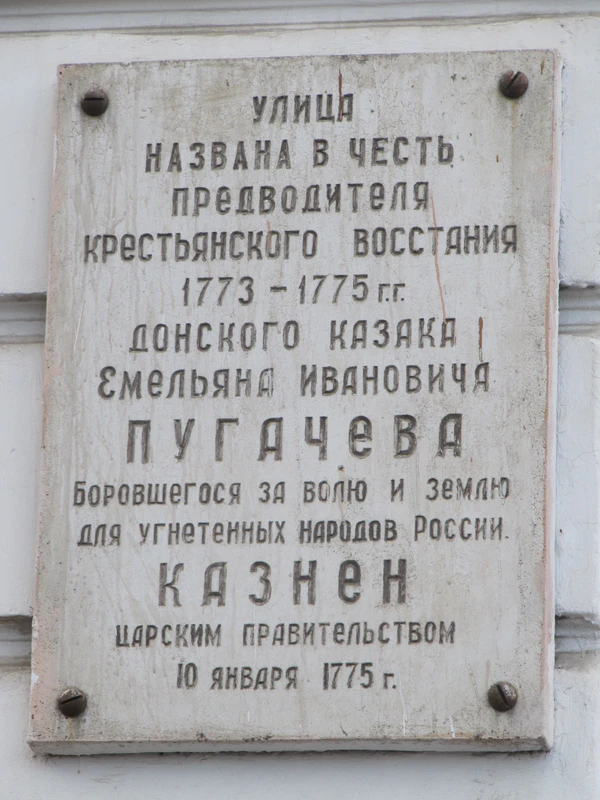 УЛИЦА
НАЗВАНА В ЧЕСТЬ
ПРЕДВОДИТЕЛЯ
КРЕСТЬЯНСКОГО ВОССТАНИЯ
1773 – 1775 г.г.
ДОНСКОГО КАЗАКА
ЕМЕЛЬЯНА ИВАНОВИЧА
ПУГАЧЕВА
БОРОВШЕГОСЯ ЗА ВОЛЮ И ЗЕМЛЮ
ДЛЯ УГНЕТЕННЫХ НАРОДОВ РОССИИ.
КАЗНЕН
ЦАРСКИМ ПРАВИТЕЛЬСТВОМ
10 ЯНВАРЯ 1775 г.